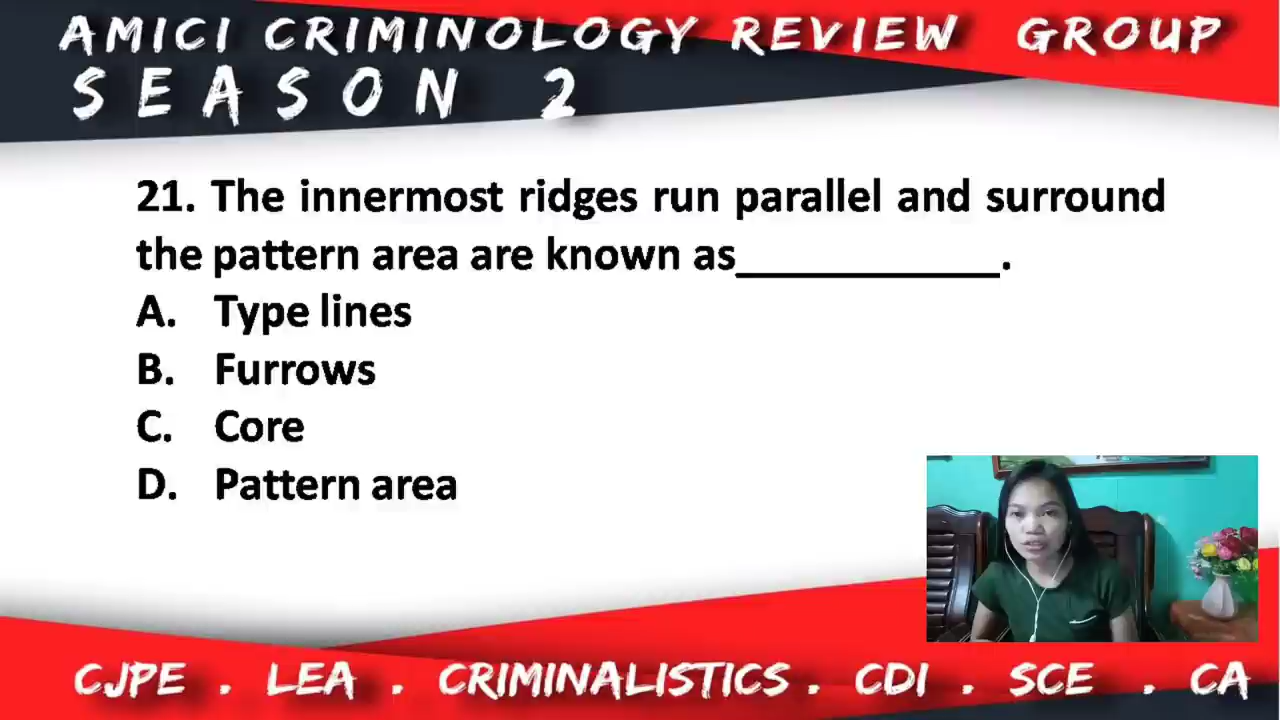 AMICI CRIMINOLOGY REVIEW GROUP
SEASON 2
21. The innermost ridges run parallel and surround
the pattern area are known as___________.
A. Type lines
B. Furrows
C. Core
D. Pattern area
CJPE . LEA . CRIMINALISTICS . CDI . SCE . CA